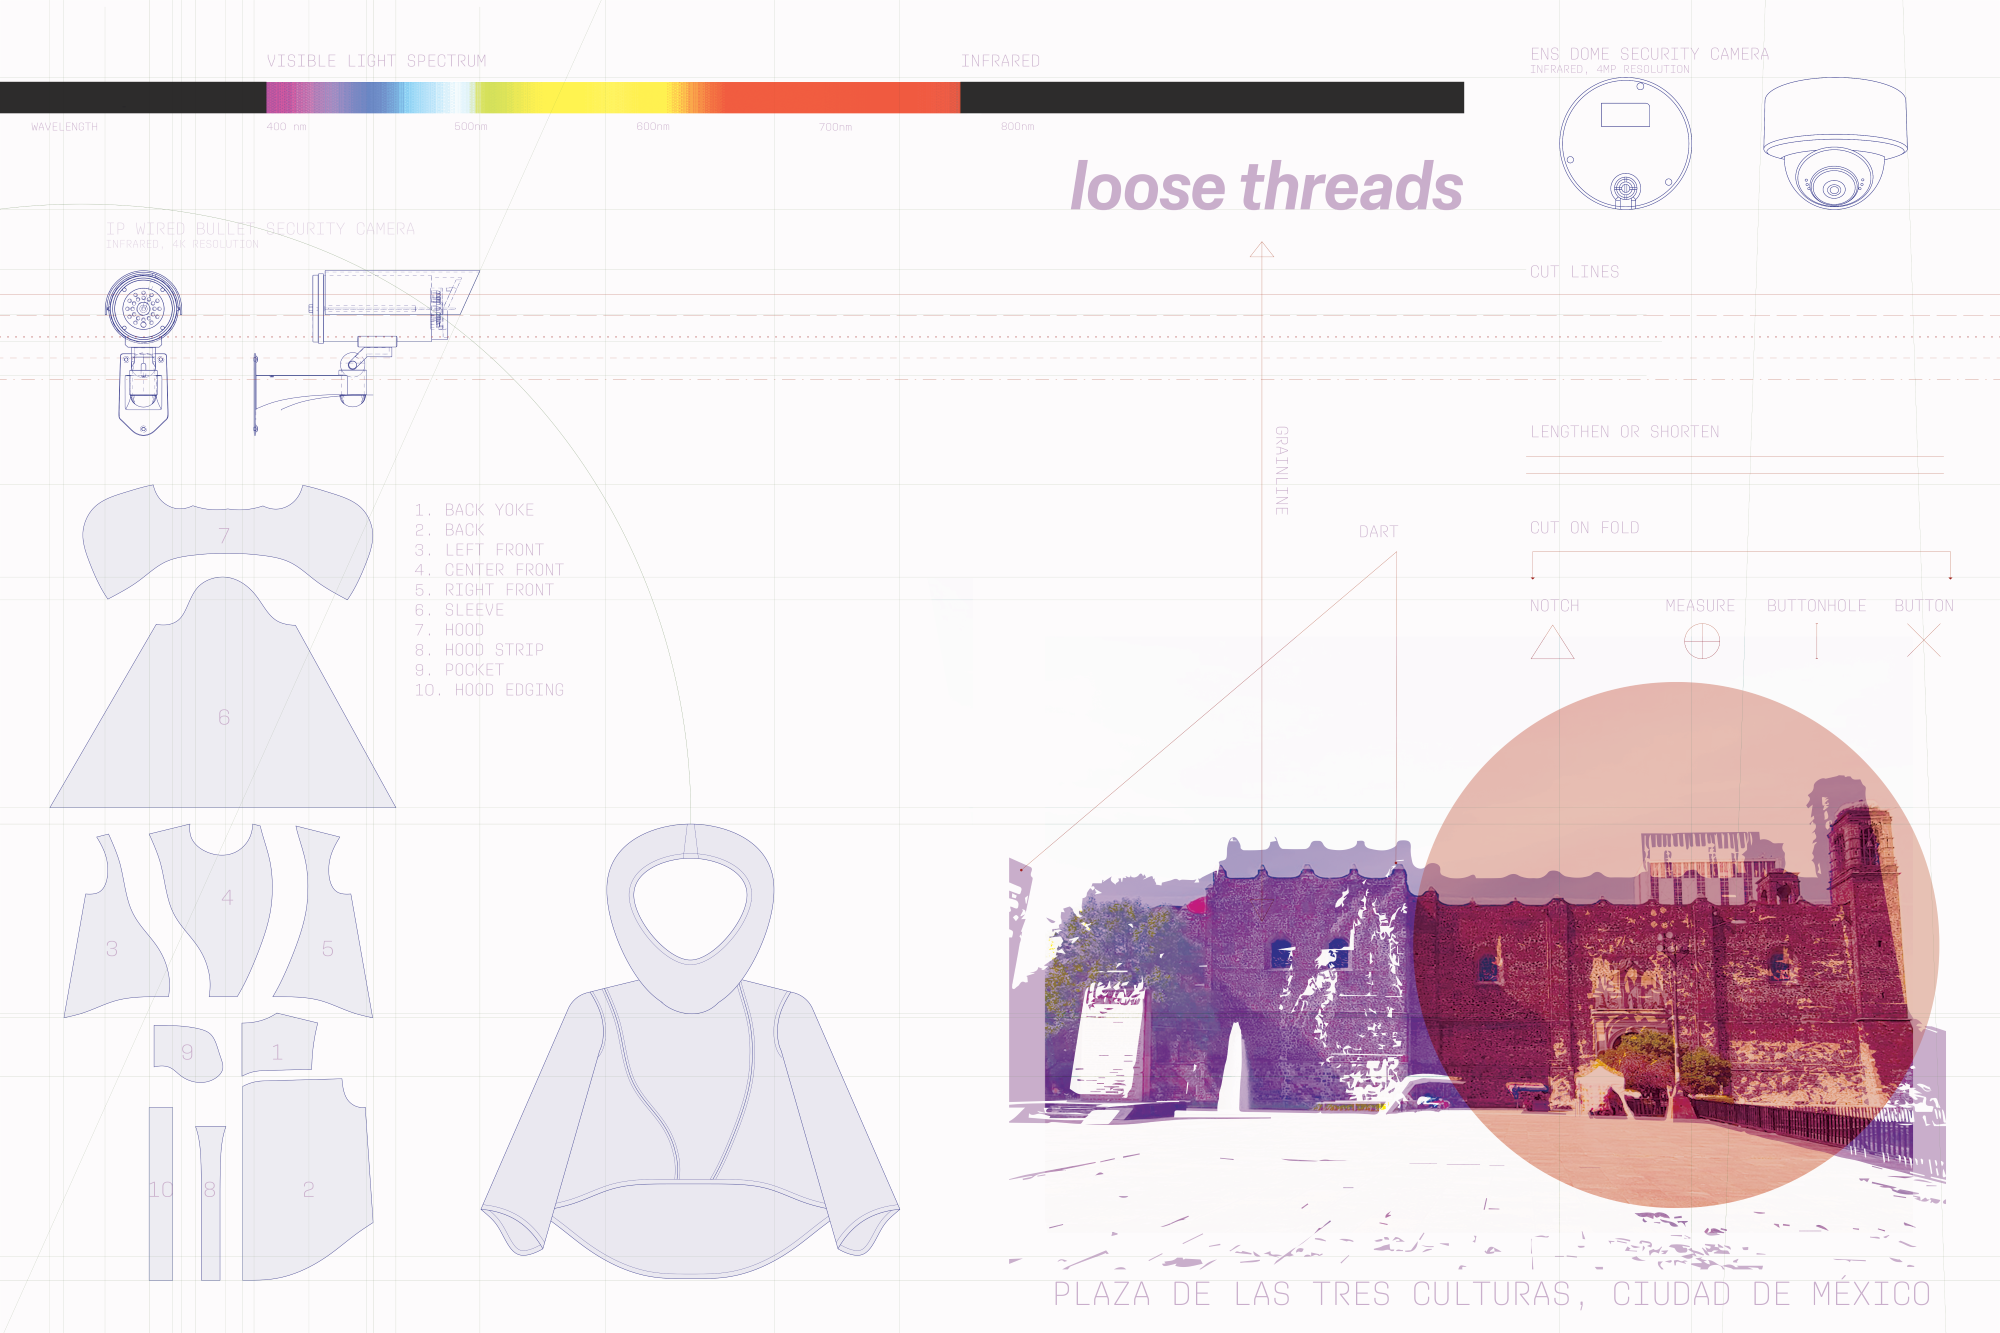 VISIBLE LIGHT SPECTRUM
INFRARED
WAVELENGTH
400 nm
500nm
600nm
700nm
800nm
ENS DOME SECURITY CAMERA
INFRARED, 4MP RESOLUTION
loose threads
IP WIRED BULLET SECURITY CAMERA
INFRARED, 4K RESOLUTION
CUT LINES
GRAINLINE
LENGTHEN OR SHORTEN
DART
CUT ON FOLD
NOTCH
MEASURE
BUTTONHOLE
BUTTON
1. BACK YOKE
2. BACK
3. LEFT FRONT
4. CENTER FRONT
5. RIGHT FRONT
6. SLEEVE
7. HOOD
8. HOOD STRIP
9. POCKET
10. HOOD EDGING
7
6
4
3
5
9
1
10
8
2
PLAZA DE LAS TRES CULTURAS, CIUDAD DE MÉXICO